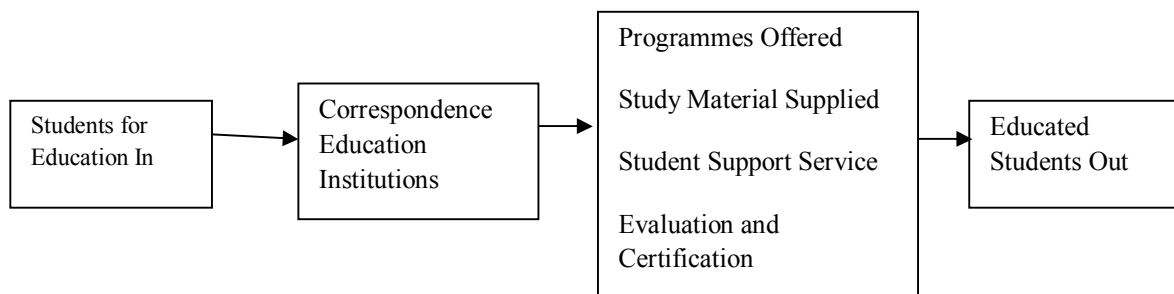 Students for
Education In
Correspondence
Education
Institutions
Programmes Offered
Study Material Supplied
Student Support Service
Evaluation and
Certification
Educated
Students Out